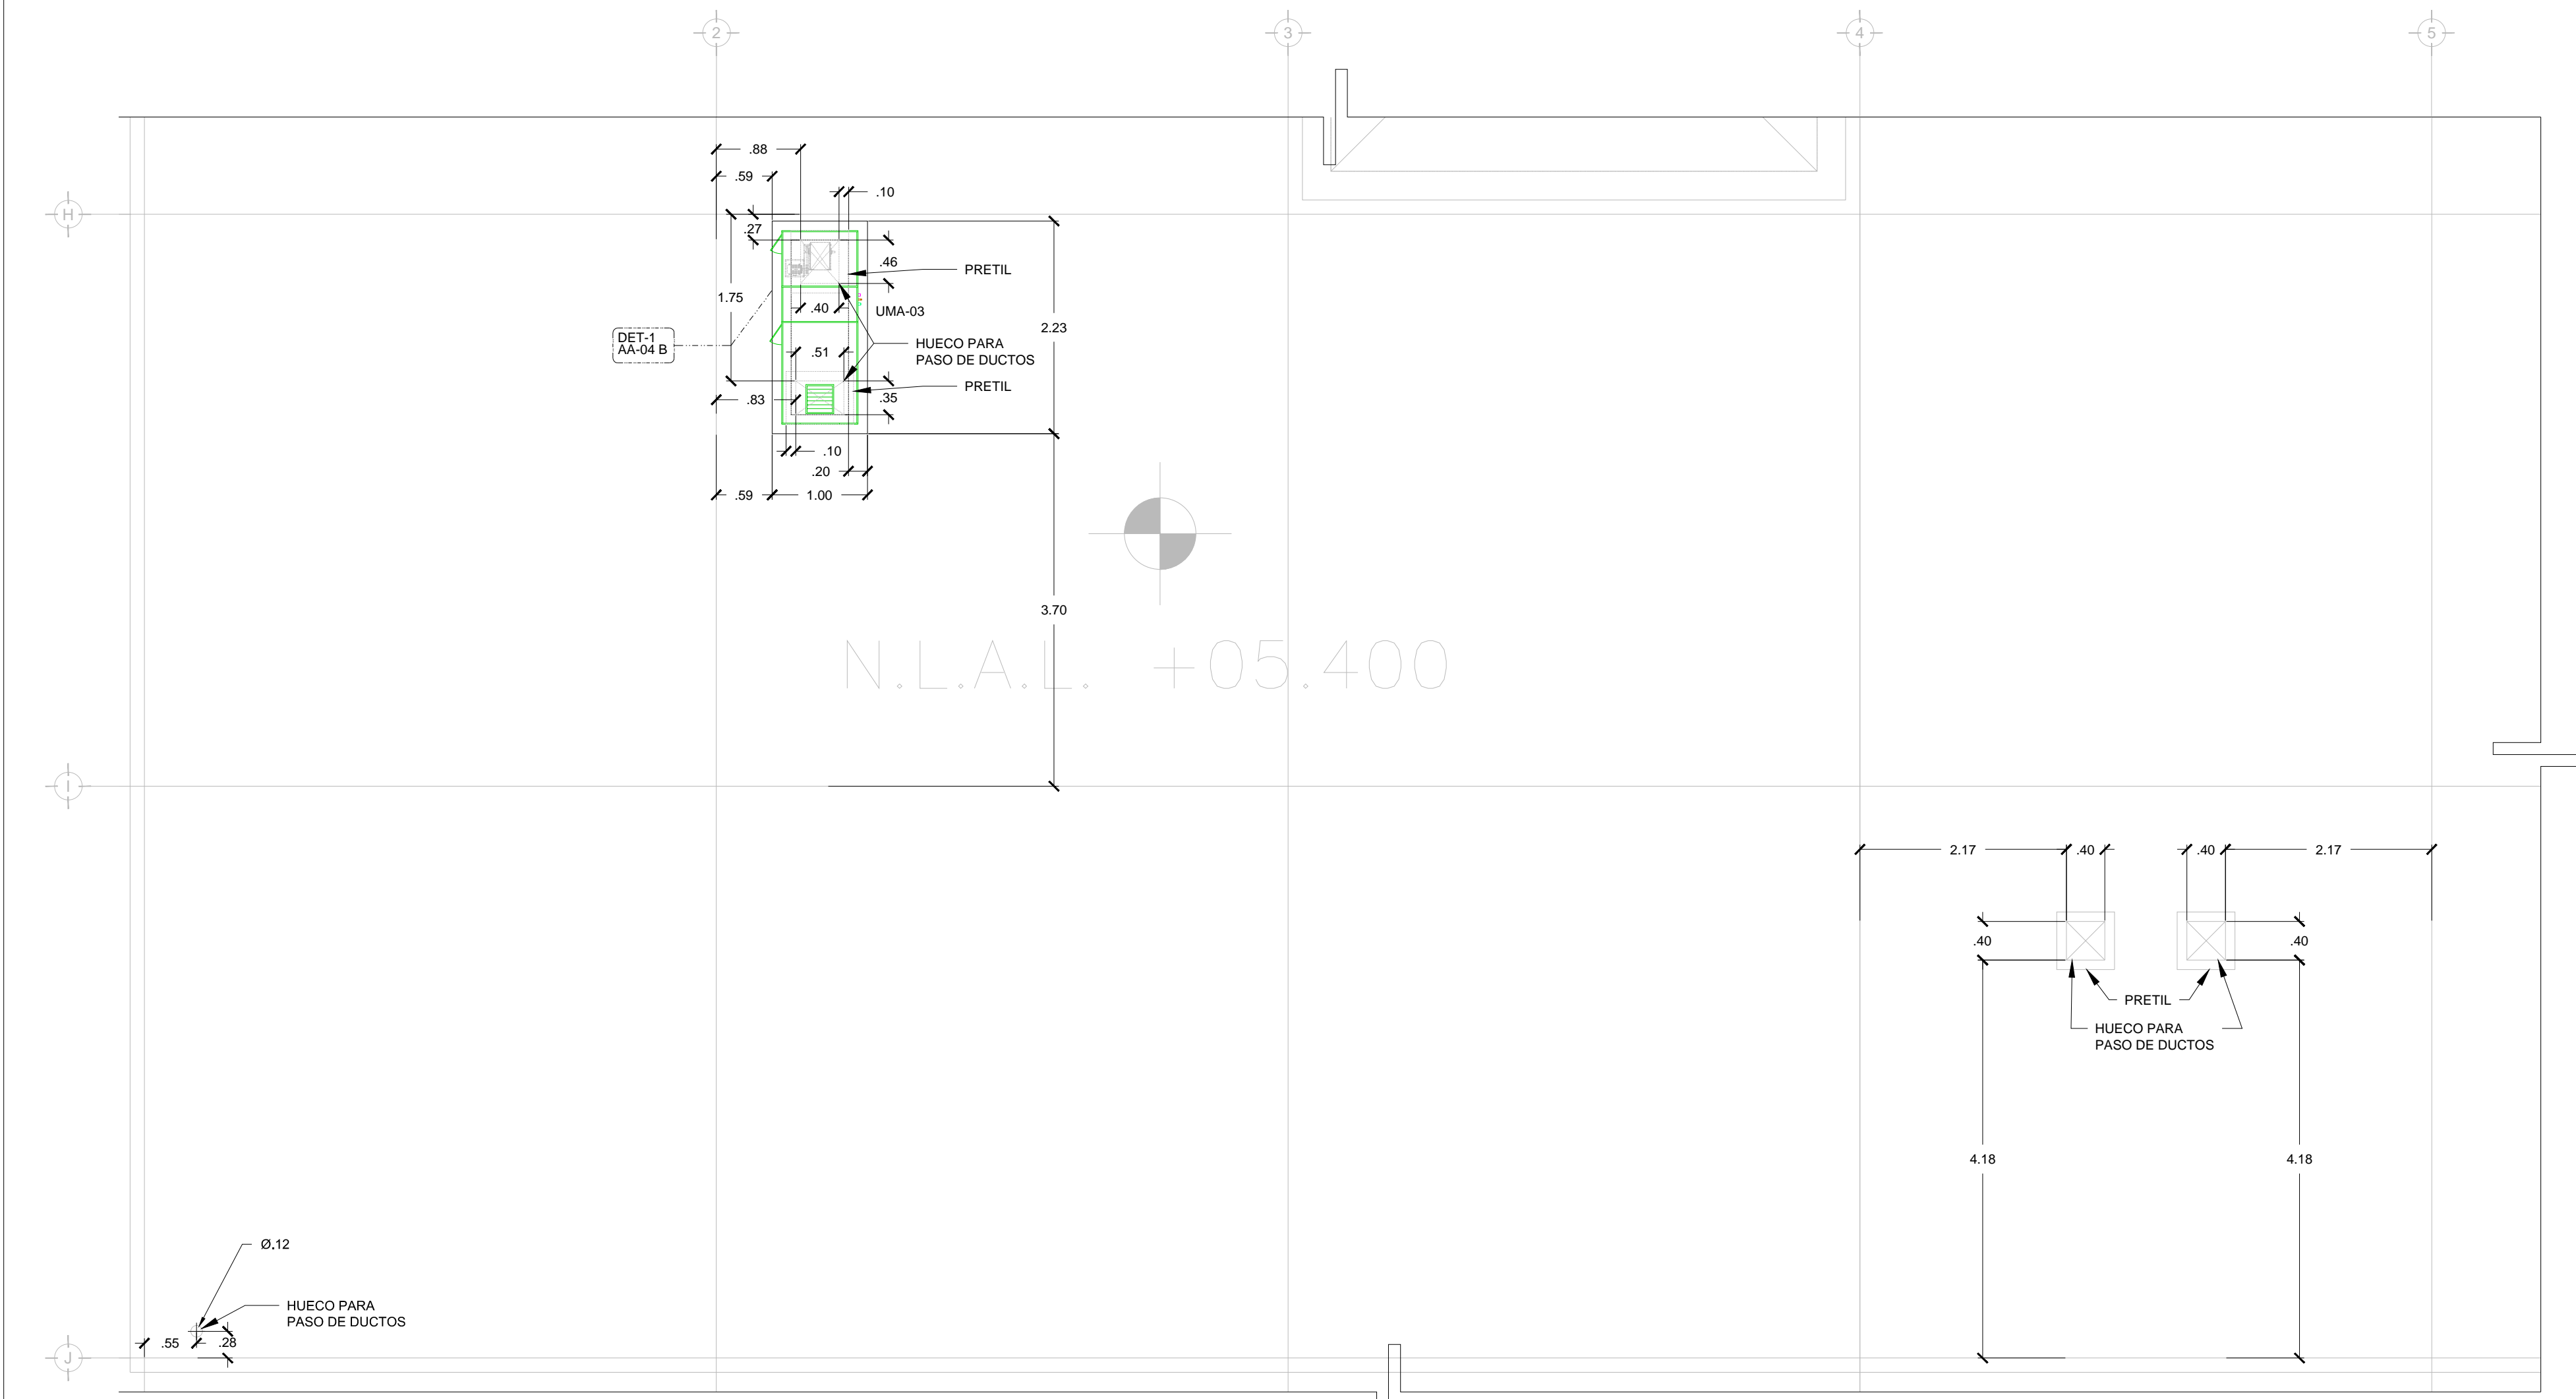 2
3
4
5
.88
.59
.10
H
.27
.46
PRETIL
1.75
.40
UMA-03
2.23
DET-1
AA-04 B
HUECO PARA
PASO DE DUCTOS
.51
PRETIL
.83
.35
.10
.20
.59
1.00
3.70
N.L.A.L. +05.400
I
2.17
.40
.40
2.17
.40
.40
PRETIL
HUECO PARA
PASO DE DUCTOS
4.18
4.18
Ø.12
HUECO PARA
PASO DE DUCTOS
.55
.28
J